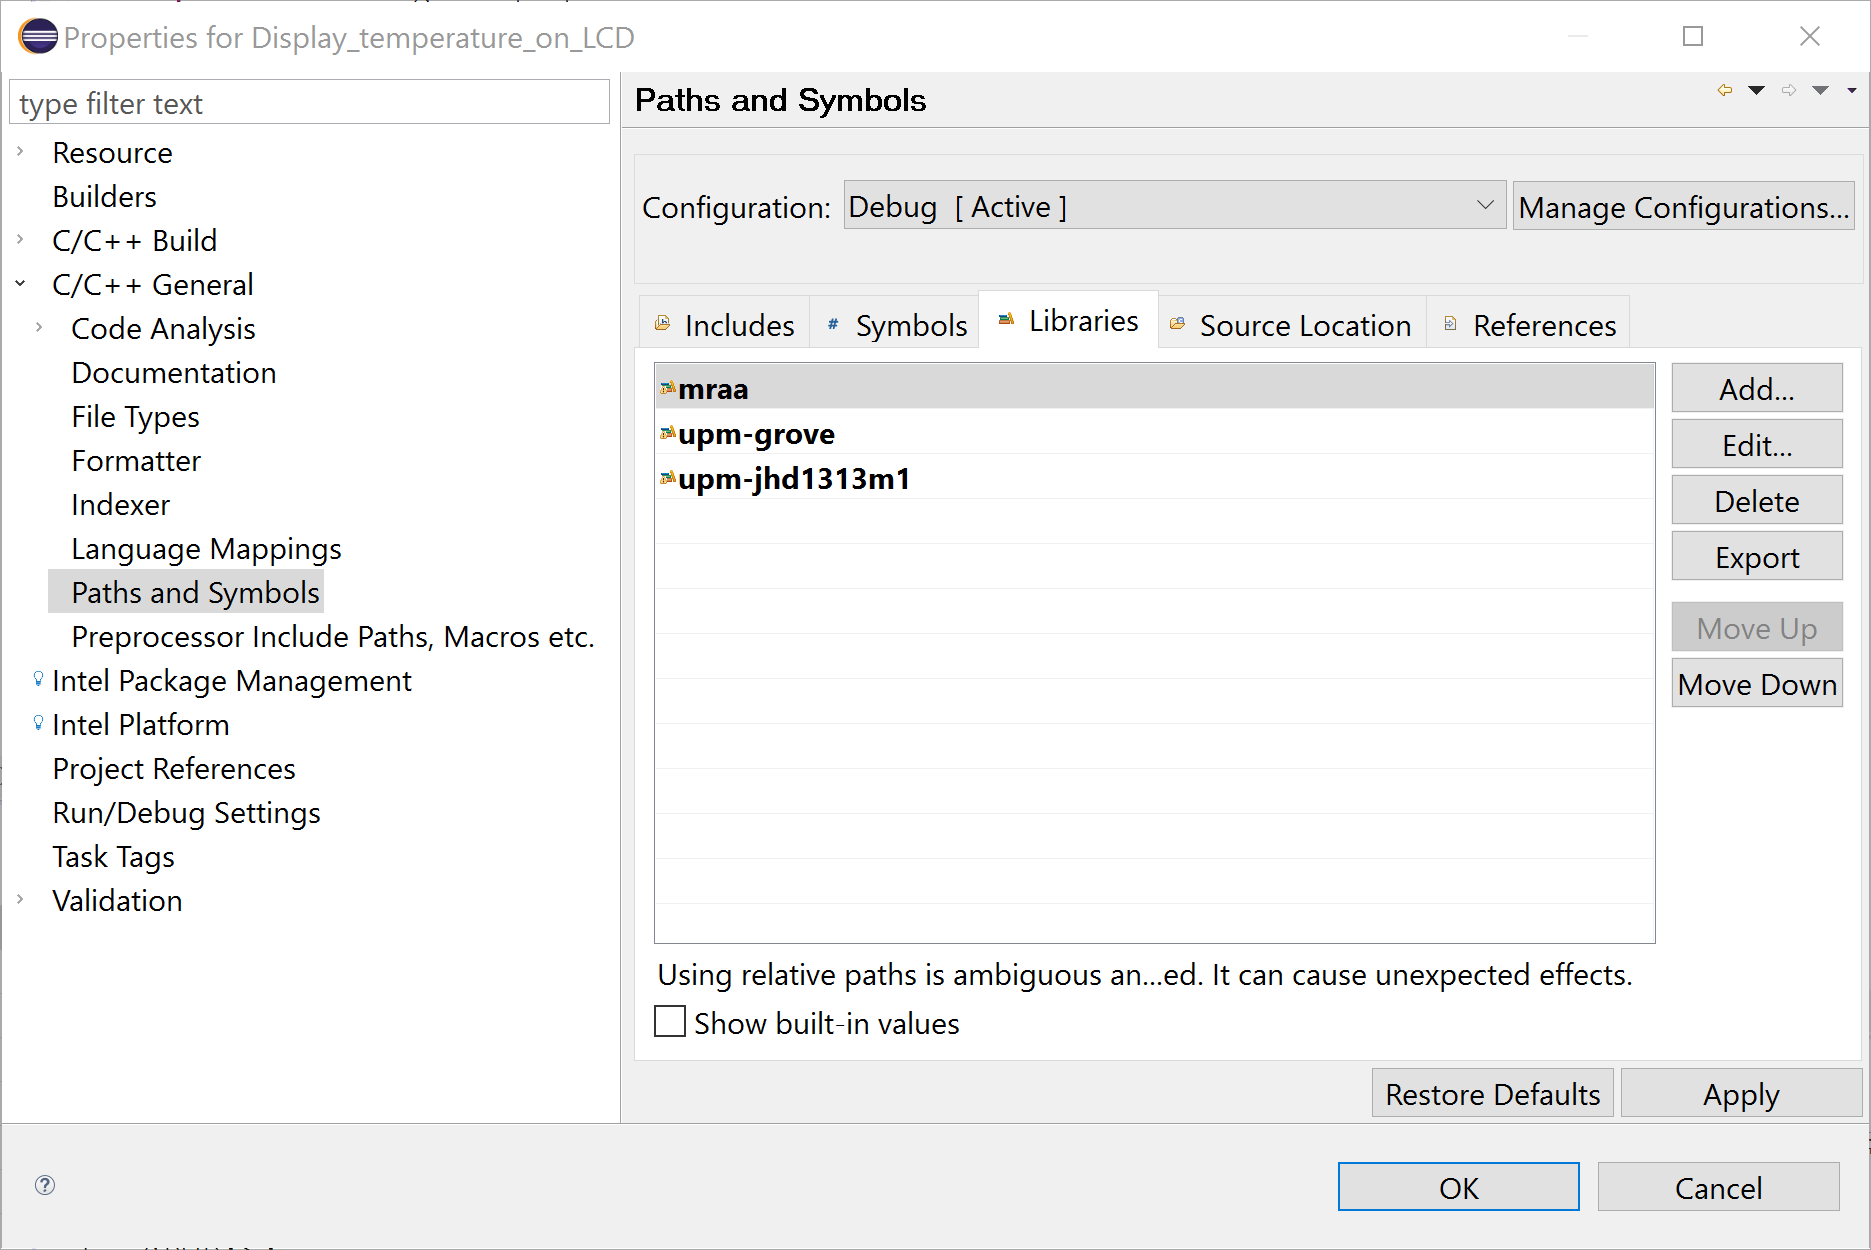 Properties for Display_temperature_on_LCD
type filter text
Resource
Builders
C/C++ Build
C/C++ General
Code Analysis
Documentation
File Types
Formatter
Indexer
Language Mappings
Paths and Symbols
Preprocessor Include Paths, Macros etc.
Intel Package Management
Intel Platform
Project References
Run/Debug Settings
Task Tags
Validation
Paths and Symbols
Configuration: Debug [ Active ] Manage Configurations...
Includes # Symbols Libraries Source Location References
mraa
upm-grove
upm-jhd1313m1
Add...
Edit...
Delete
Export
Move Up
Move Down
Using relative paths is ambiguous an...ed. It can cause unexpected effects.
Show built-in values
Restore Defaults Apply
? OK Cancel